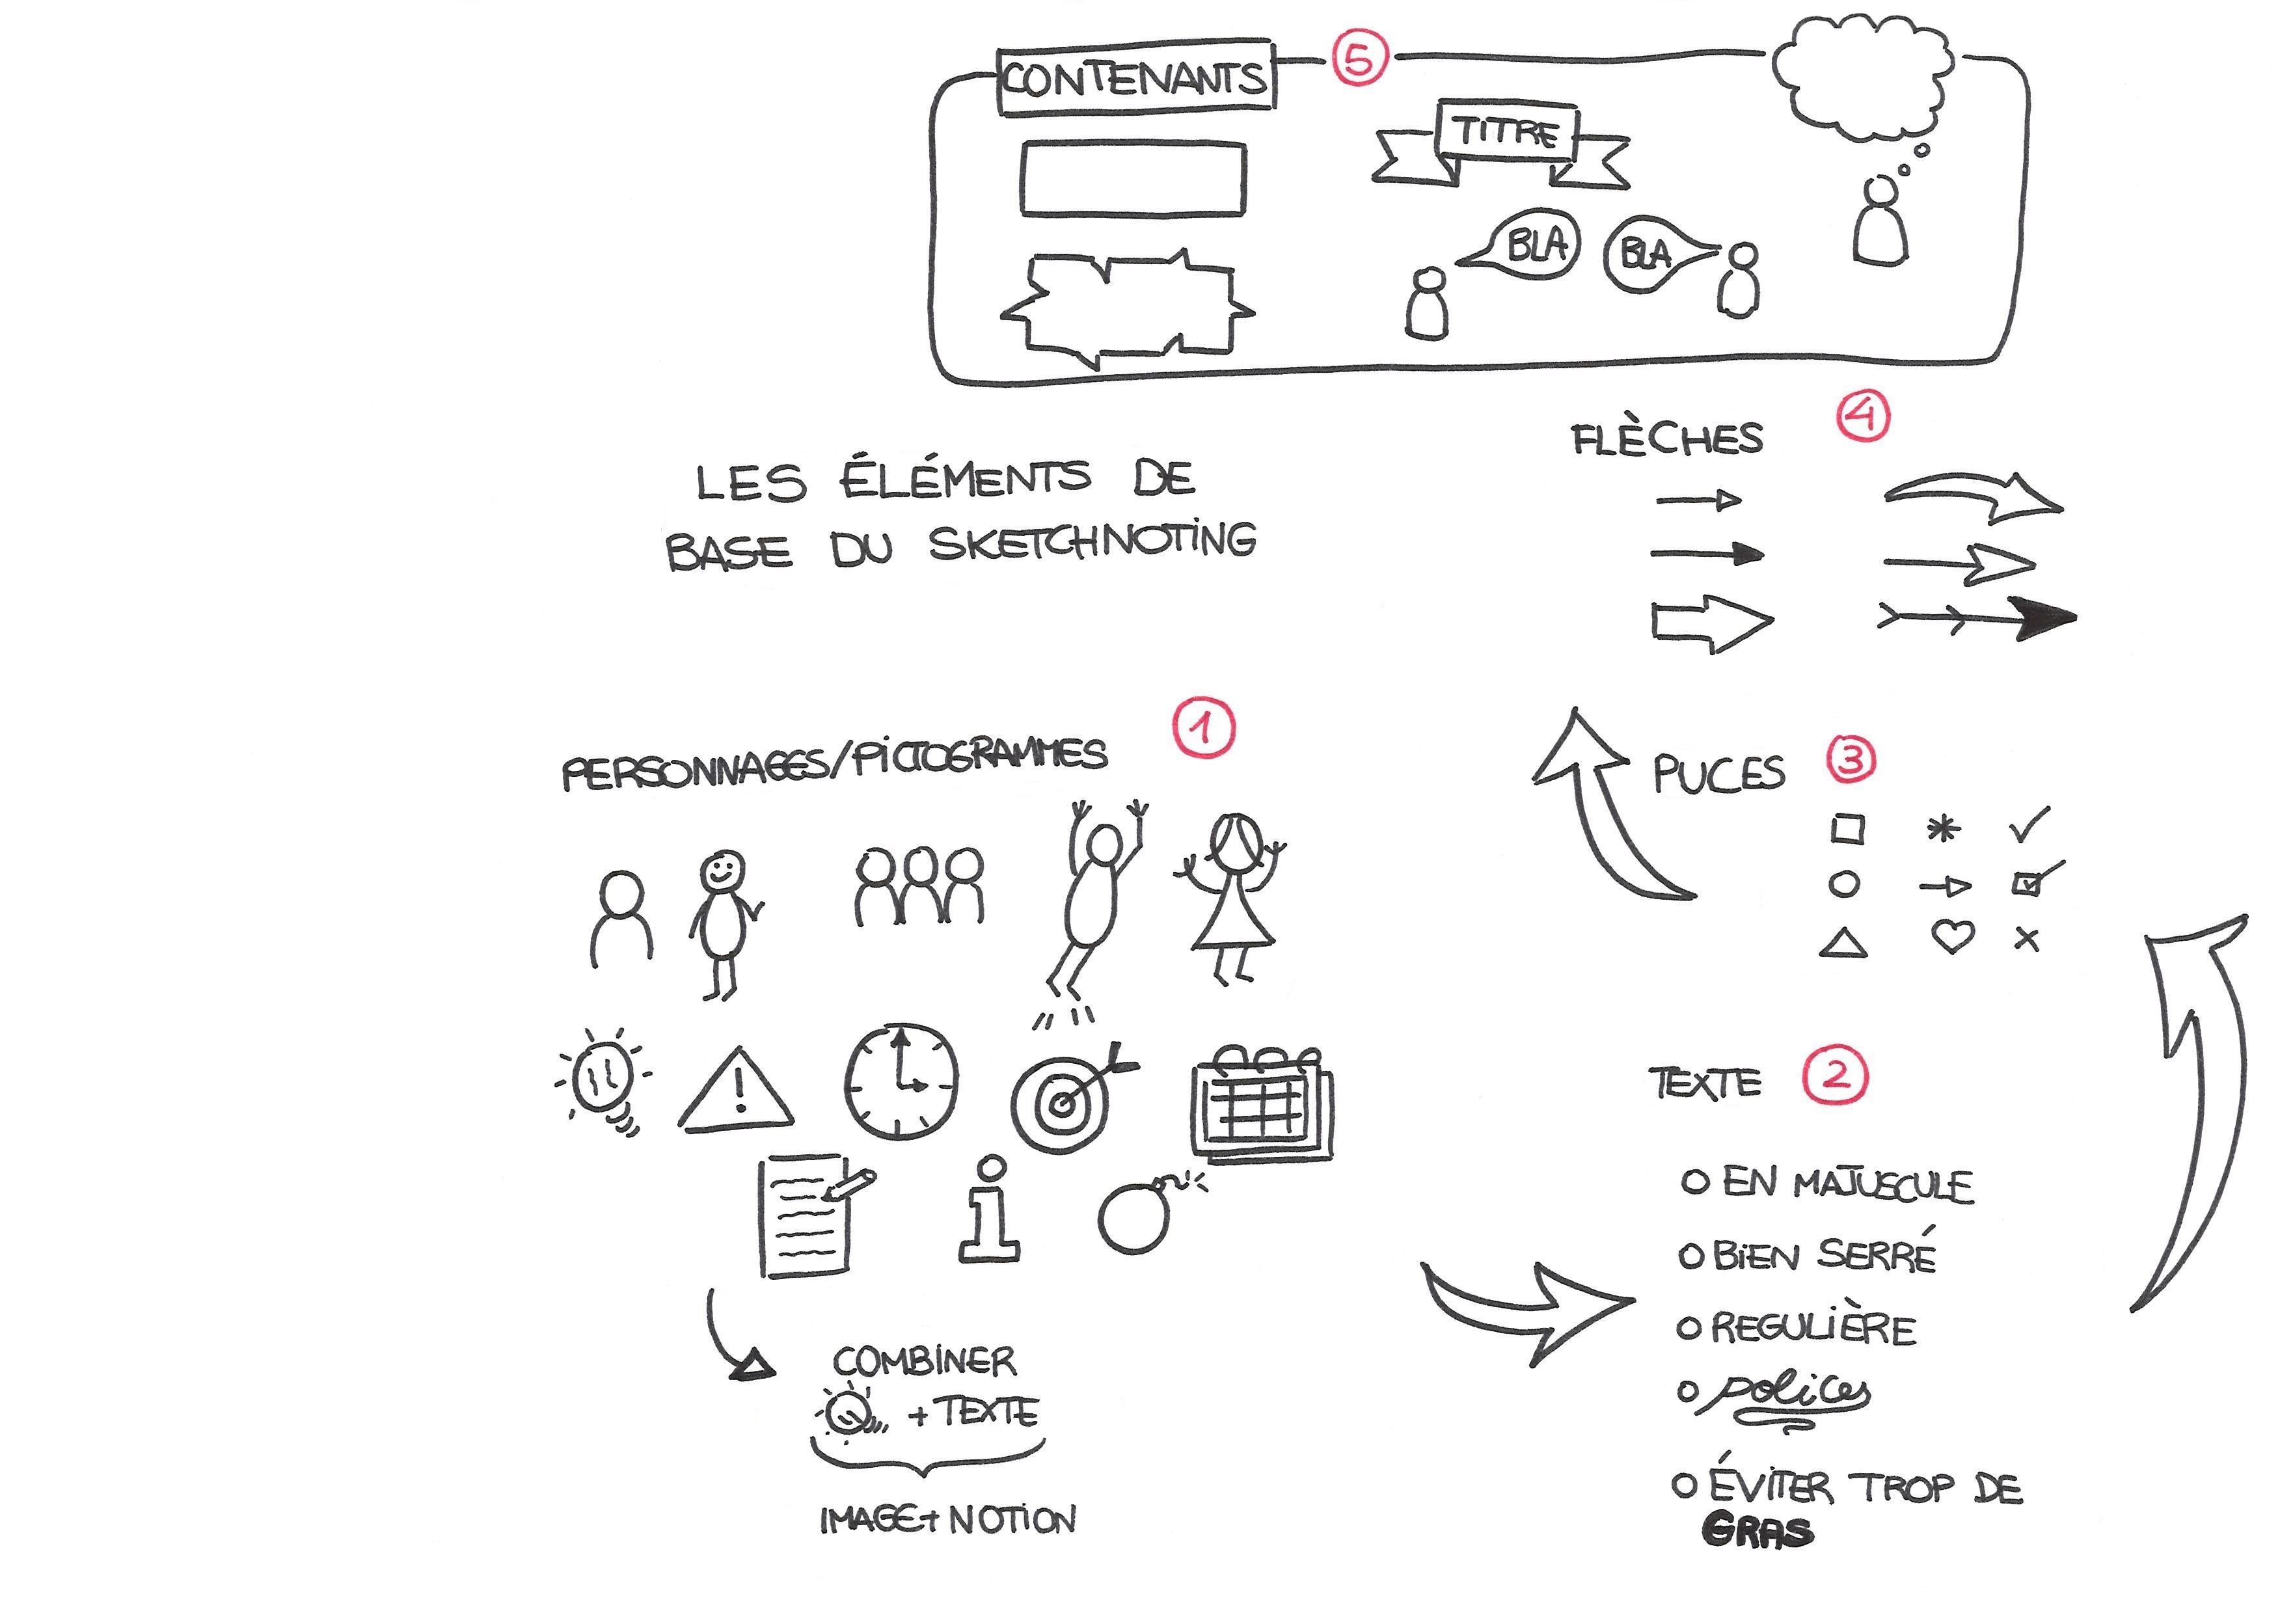 CONTENANTS
5
TITRE
BLA
BLA
LES ÉLÉMENTS DE
BASE DU SKETCHNOTING
FLÈCHES
4
PERSONNAGES/PICTOGRAMMES
1
!
i
COMBINER
+ TEXTE
IMAGE + NOTION
PUCES
3
TEXTE
2
O EN MAJUSCULE
O BIEN SERRÉ
O REGULIÈRE
O polices
O ÉVITER TROP DE
GRAS